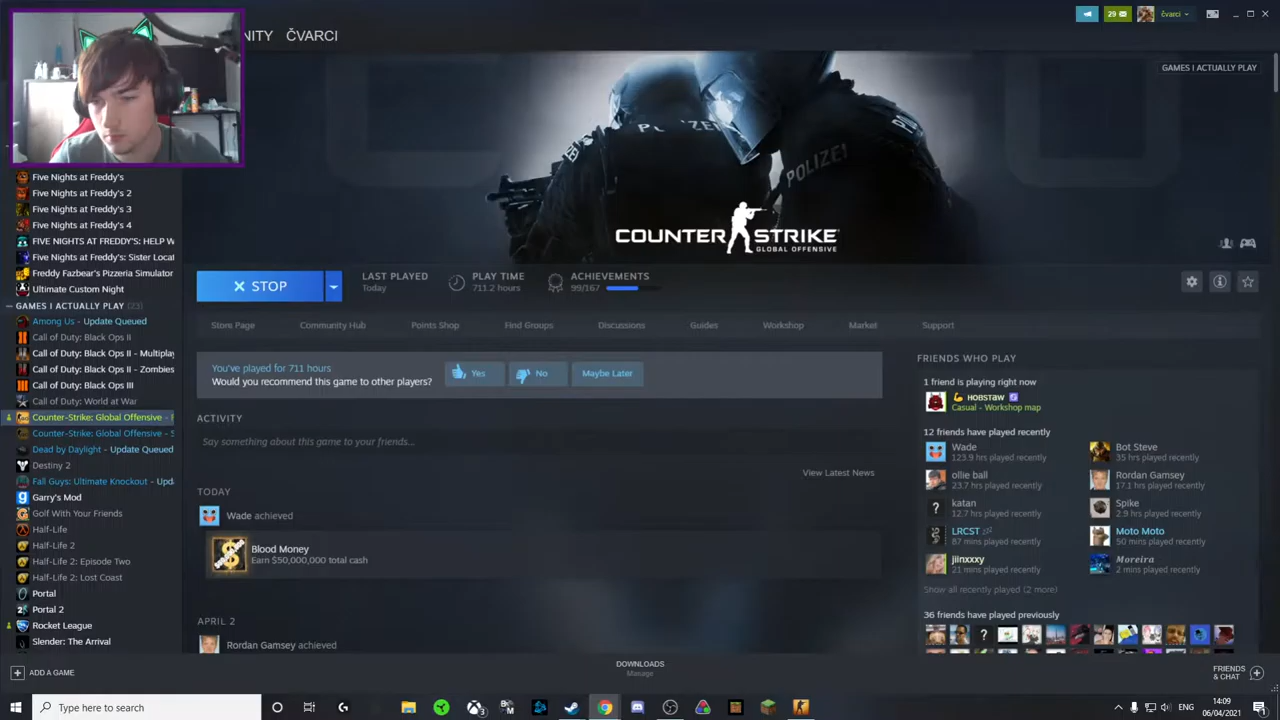 NITY ČVARCI
29
čvarci
GAMES I ACTUALLY PLAY
POLIZEI
COUNTER STRIKE
GLOBAL OFFENSIVE
Five Nights at Freddy's
Five Nights at Freddy's 2
Five Nights at Freddy's 3
Five Nights at Freddy's 4
FIVE NIGHTS AT FREDDY'S: HELP W
Five Nights at Freddy's: Sister Locat
Freddy Fazbear's Pizzeria Simulator
Ultimate Custom Night
GAMES I ACTUALLY PLAY (23)
Among Us - Update Queued
Call of Duty: Black Ops II
Call of Duty: Black Ops II - Multiplay
Call of Duty: Black Ops II - Zombies
Call of Duty: Black Ops III
Call of Duty: World at War
Counter-Strike: Global Offensive -
Counter-Strike: Global Offensive - S
Dead by Daylight - Update Queued
Destiny 2
Fall Guys: Ultimate Knockout - Upda
Garry's Mod
Golf With Your Friends
Half-Life
Half-Life 2
Half-Life 2: Episode Two
Half-Life 2: Lost Coast
Portal
Portal 2
Rocket League
Slender: The Arrival
STOP
LAST PLAYED
Today
PLAY TIME
711.2 hours
ACHIEVEMENTS
99/167
Store Page Community Hub Points Shop Find Groups Discussions Guides Workshop Market Support
You've played for 711 hours
Would you recommend this game to other players?
Yes No Maybe Later
ACTIVITY
Say something about this game to your friends...
View Latest News
TODAY
Wade achieved
Blood Money
Earn $50,000,000 total cash
APRIL 2
Rordan Gamsey achieved
FRIENDS WHO PLAY
1 friend is playing right now
Casual - Workshop map
12 friends have played recently
Wade
123.9 hrs played recently
Bot Steve
35 hrs played recently
ollie ball
23.7 hrs played recently
Rordan Gamsey
17.1 hrs played recently
katan
12.7 hrs played recently
Spike
2.9 hrs played recently
LRCST
87 mins played recently
Moto Moto
50 mins played recently
jiinxxxy
21 mins played recently
Moreira
2 mins played recently
Show all recently played (2 more)
36 friends have played previously
ADD A GAME
DOWNLOADS
Manage
FRIENDS
& CHAT
Type here to search
ENG
14:09
06/04/2021